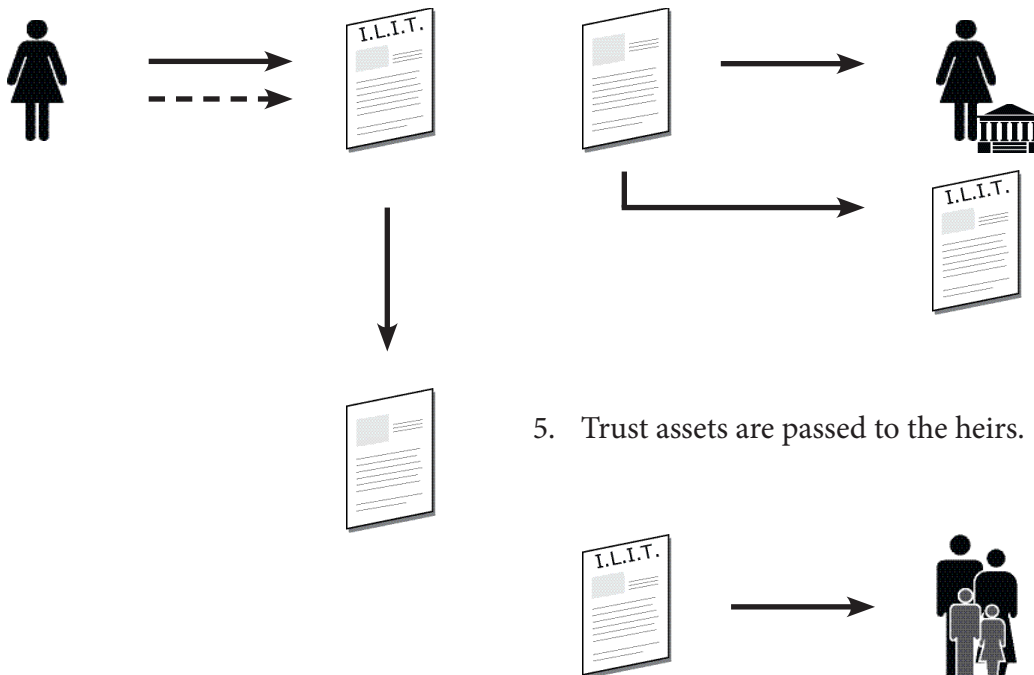 I.L.I.T.
I.L.I.T.
5. Trust assets are passed to the heirs.
I.L.I.T.